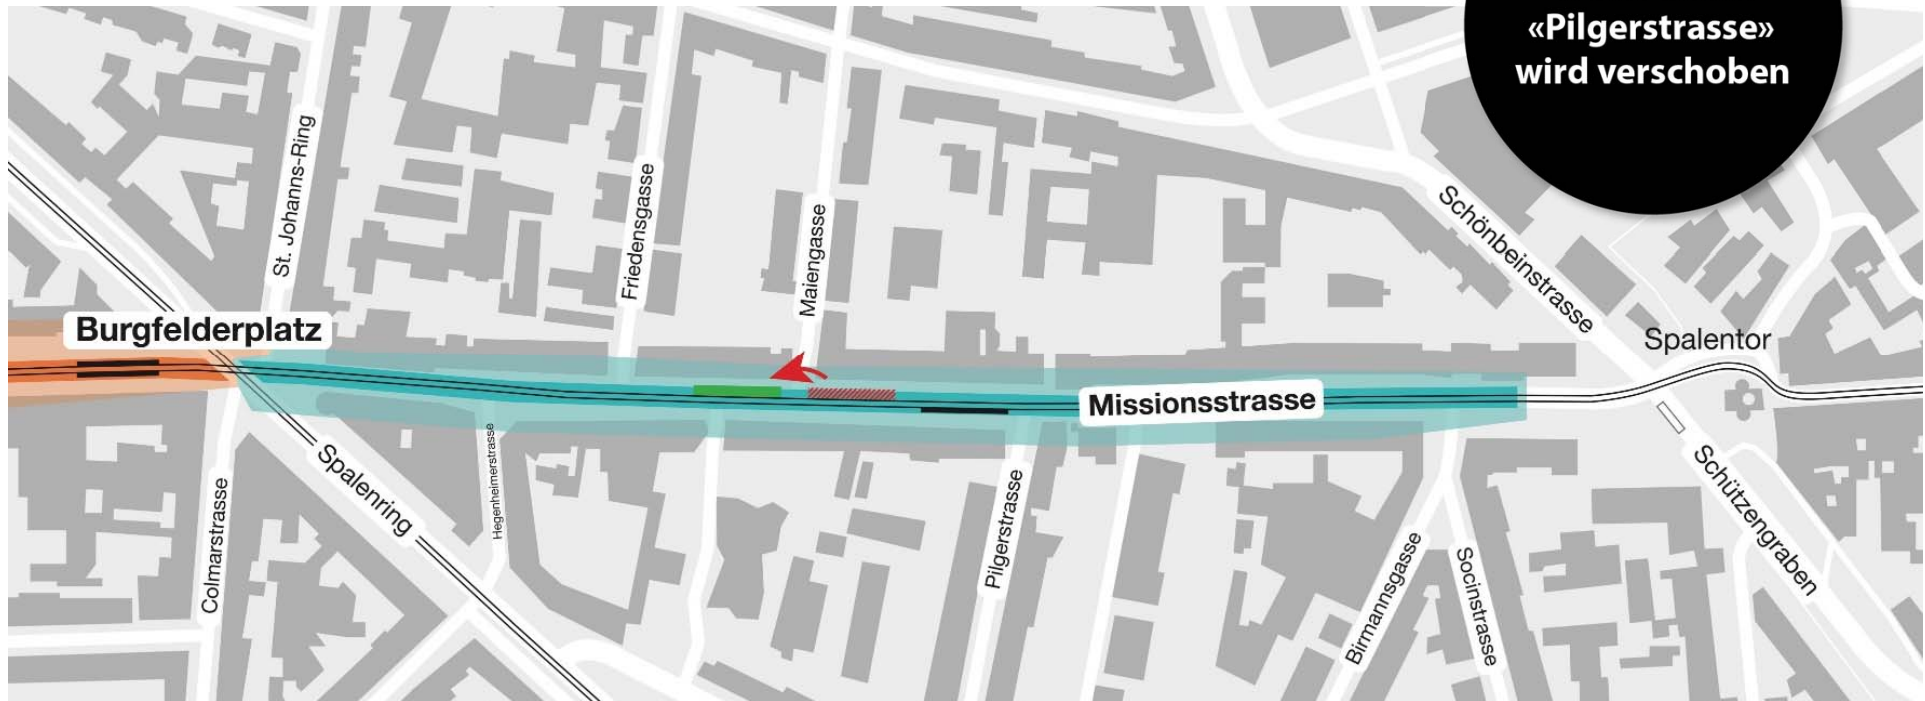 «Pilgerstrasse»
wird verschoben
St. Johanns-Ring
Friedensgasse
Maiengasse
Schönbeinstrasse
Burgfelderplatz
Spalentor
Missionsstrasse
Spalenring
Hegenheimerstrasse
Colmarstrasse
Pilgerstrasse
Birmannsgasse
Socinstrasse
Schützengraben